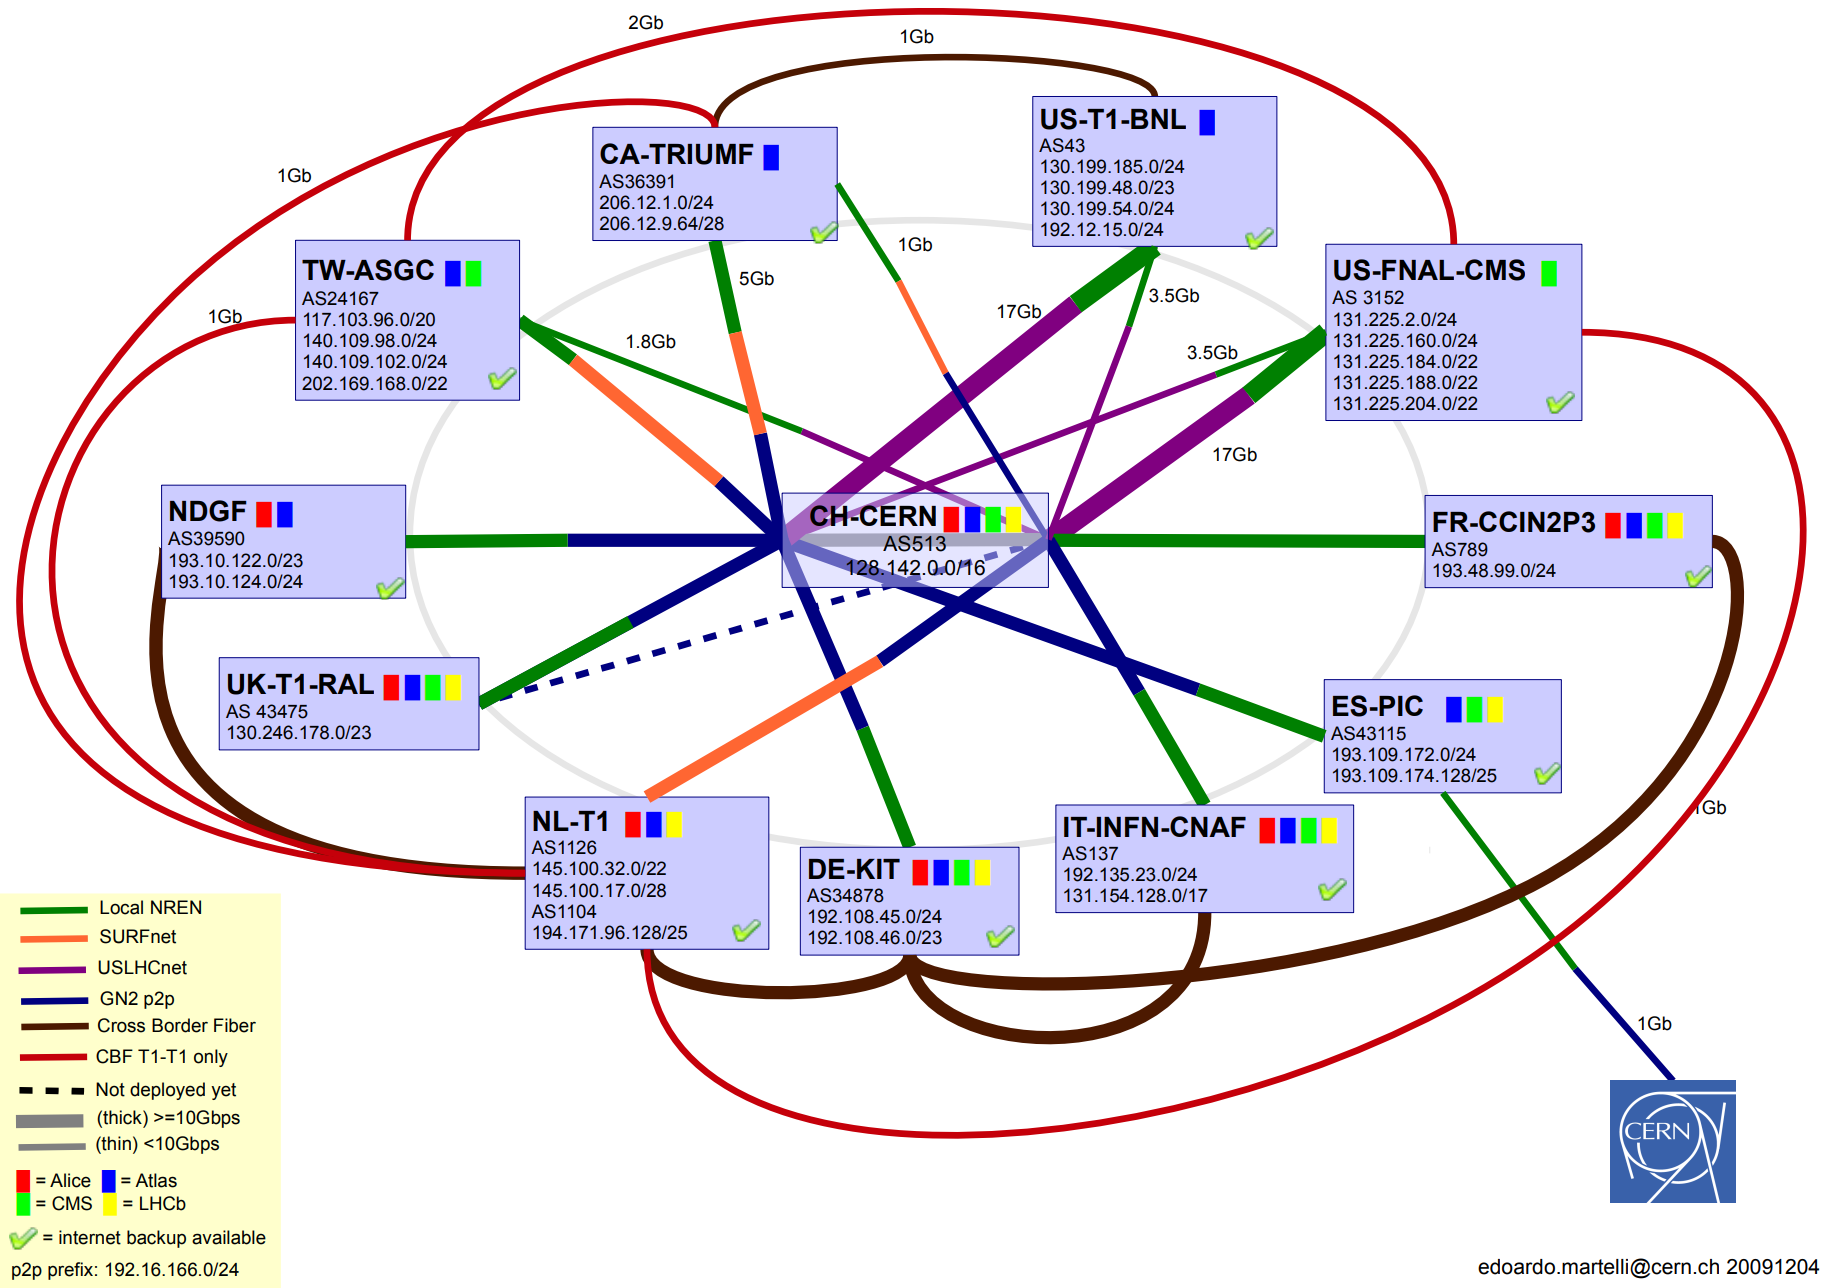 2Gb
1Gb
US-T1-BNL
AS43
130.199.185.0/24
130.199.48.0/23
130.199.54.0/24
192.12.15.0/24
CA-TRIUMF
AS36391
206.12.1.0/24
206.12.9.64/28
1Gb
1Gb
5Gb
3.5Gb
17Gb
TW-ASGC
AS24167
117.103.96.0/20
140.109.98.0/24
140.109.102.0/24
202.169.168.0/22
1Gb
1.8Gb
US-FNAL-CMS
AS 3152
131.225.2.0/24
131.225.160.0/24
131.225.184.0/22
131.225.188.0/22
131.225.204.0/22
3.5Gb
17Gb
NDGF
AS39590
193.10.122.0/23
193.10.124.0/24
CH-CERN
AS513
128.142.0.0/16
FR-CCIN2P3
AS789
193.48.99.0/24
UK-T1-RAL
AS 43475
130.246.178.0/23
ES-PIC
AS43115
193.109.172.0/24
193.109.174.128/25
1Gb
NL-T1
AS1126
145.100.32.0/22
145.100.17.0/28
AS1104
194.171.96.128/25
DE-KIT
AS34878
192.108.45.0/24
192.108.46.0/23
IT-INFN-CNAF
AS137
192.135.23.0/24
131.154.128.0/17
1Gb
CERN
Local NREN
SURFnet
USLHCnet
GN2 p2p
Cross Border Fiber
CBF T1-T1 only
Not deployed yet
(thick) >=10Gbps
(thin) <10Gbps
= Alice = Atlas
= CMS = LHCb
= internet backup available
p2p prefix: 192.16.166.0/24
edoardo.martelli@cern.ch 20091204